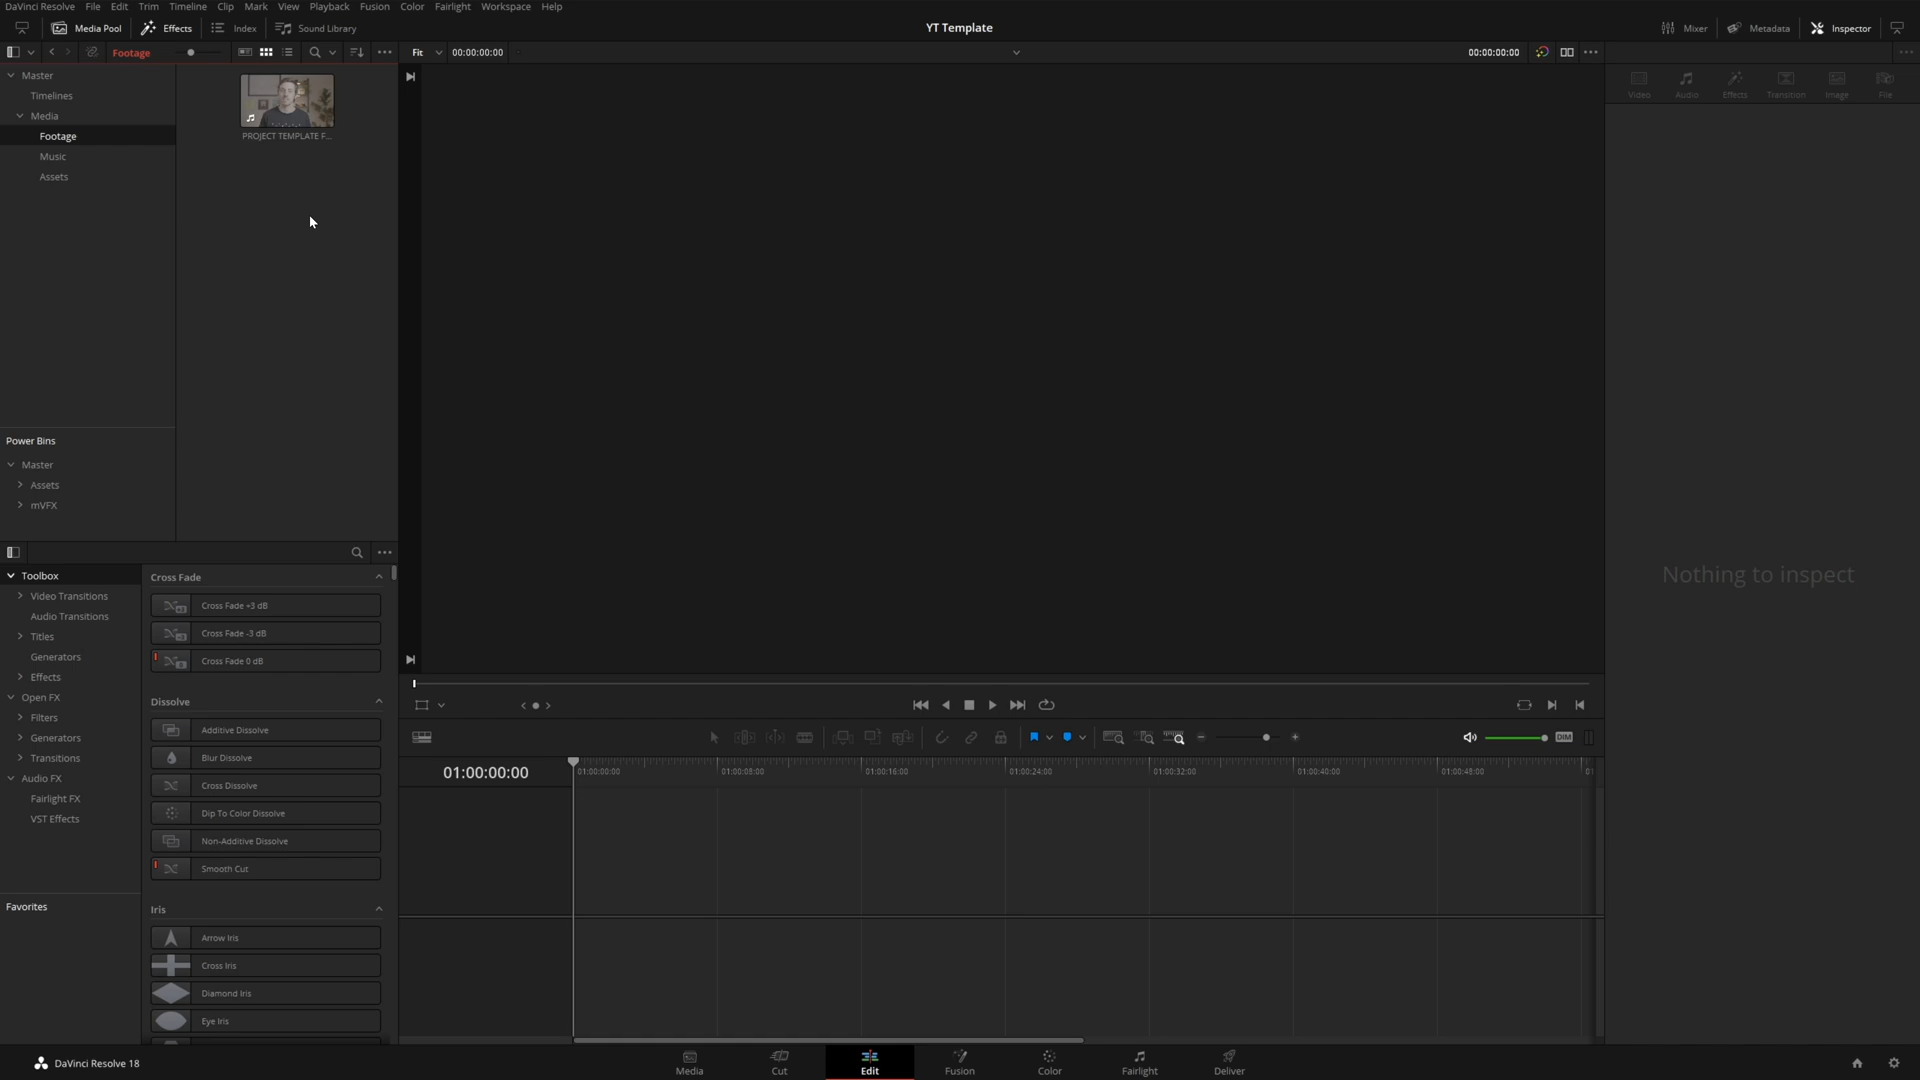 DaVinci Resolve File Edit Trim Timeline Clip Mark View Playback Fusion Color Fairlight Workspace Help
Media Pool Effects Index Sound Library YT Template Mixer Metadata Inspector
Footage Fit 00:00:00:00 00:00:00:00
Master
Timelines
Media
Footage
Music
Assets
PROJECT TEMPLATE F...
Video Audio Effects Transition Image File
Power Bins
Master
Assets
mVFX
Nothing to inspect
Toolbox
Video Transitions
Audio Transitions
Titles
Generators
Effects
Open FX
Filters
Generators
Transitions
Audio FX
Fairlight FX
VST Effects
Favorites
Cross Fade
Cross Fade +3 dB
Cross Fade -3 dB
Cross Fade 0 dB
Dissolve
Additive Dissolve
Blur Dissolve
Cross Dissolve
Dip To Color Dissolve
Non-Additive Dissolve
Smooth Cut
Iris
Arrow Iris
Cross Iris
Diamond Iris
Eye Iris
DIM
01:00:00:00 01:00:00:00 01:00:08:00 01:00:16:00 01:00:24:00 01:00:32:00 01:00:40:00 01:00:48:00 01
DaVinci Resolve 18 Media Cut Edit Fusion Color Fairlight Deliver